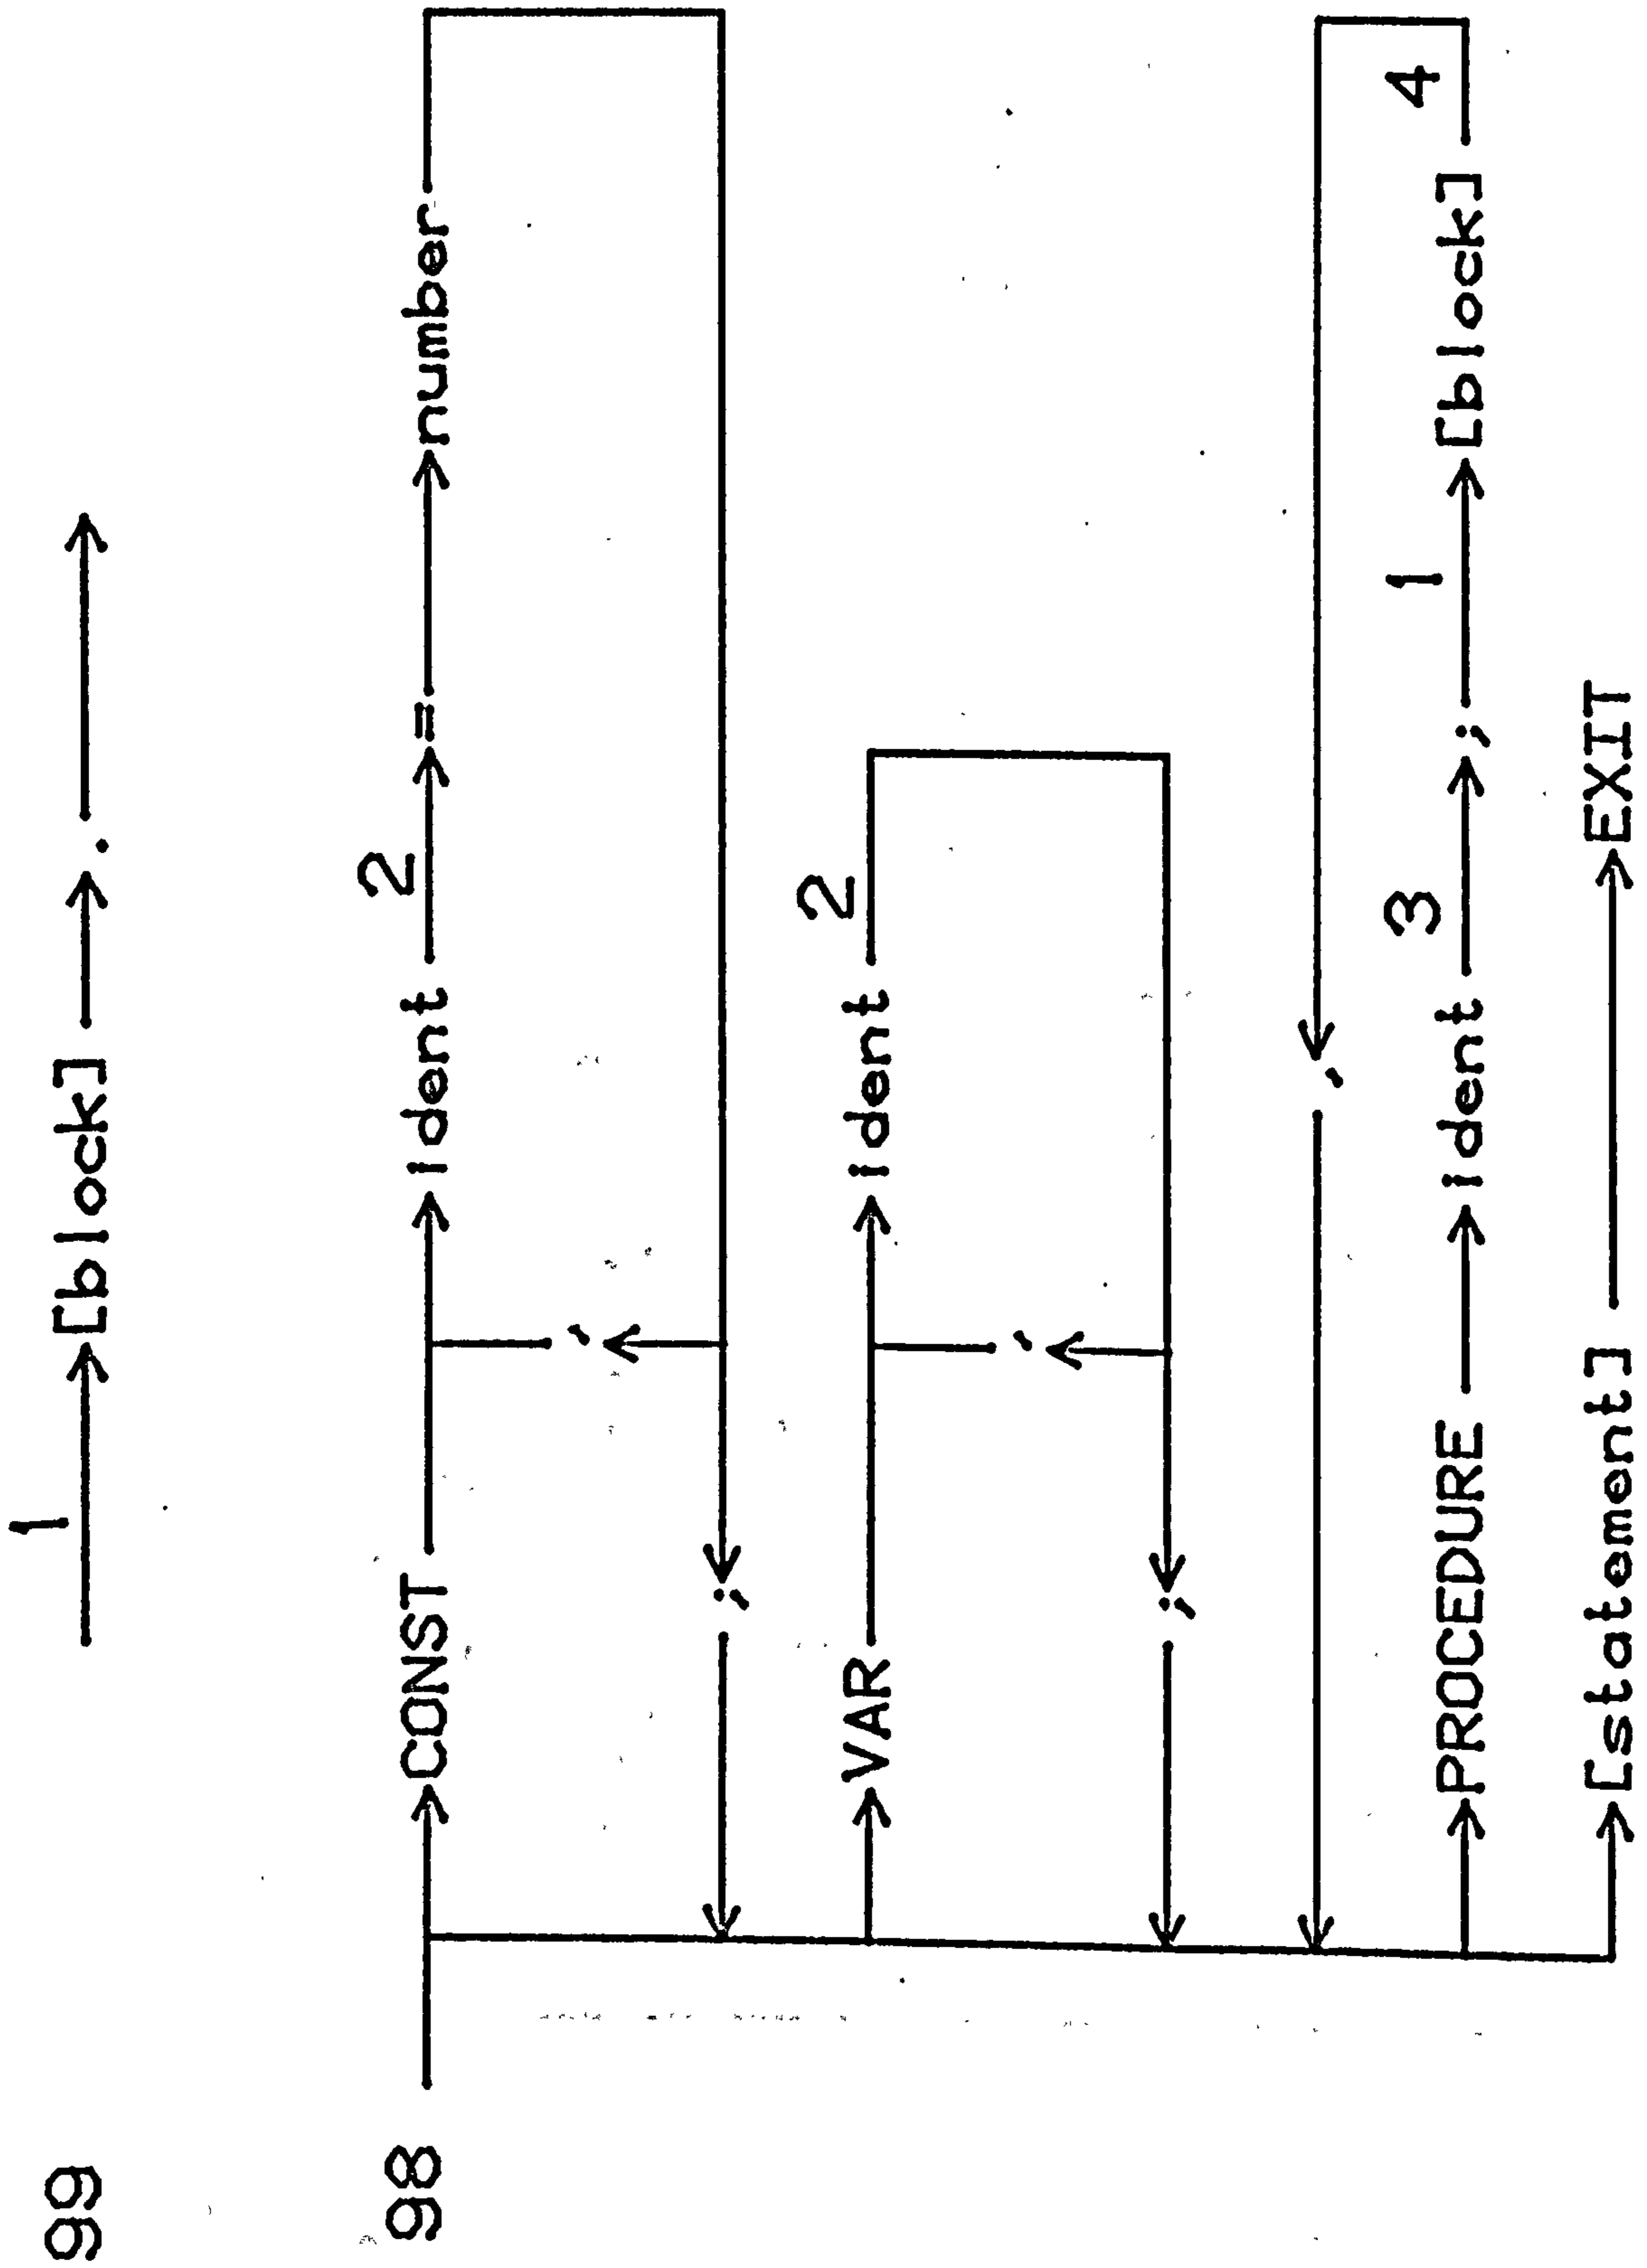 1
99 [block] .
2
98 CONST ident = number
,
;
2
VAR ident
,
;
,
3 1 4
PROCEDURE ident ; [block]
[statement] EXIT